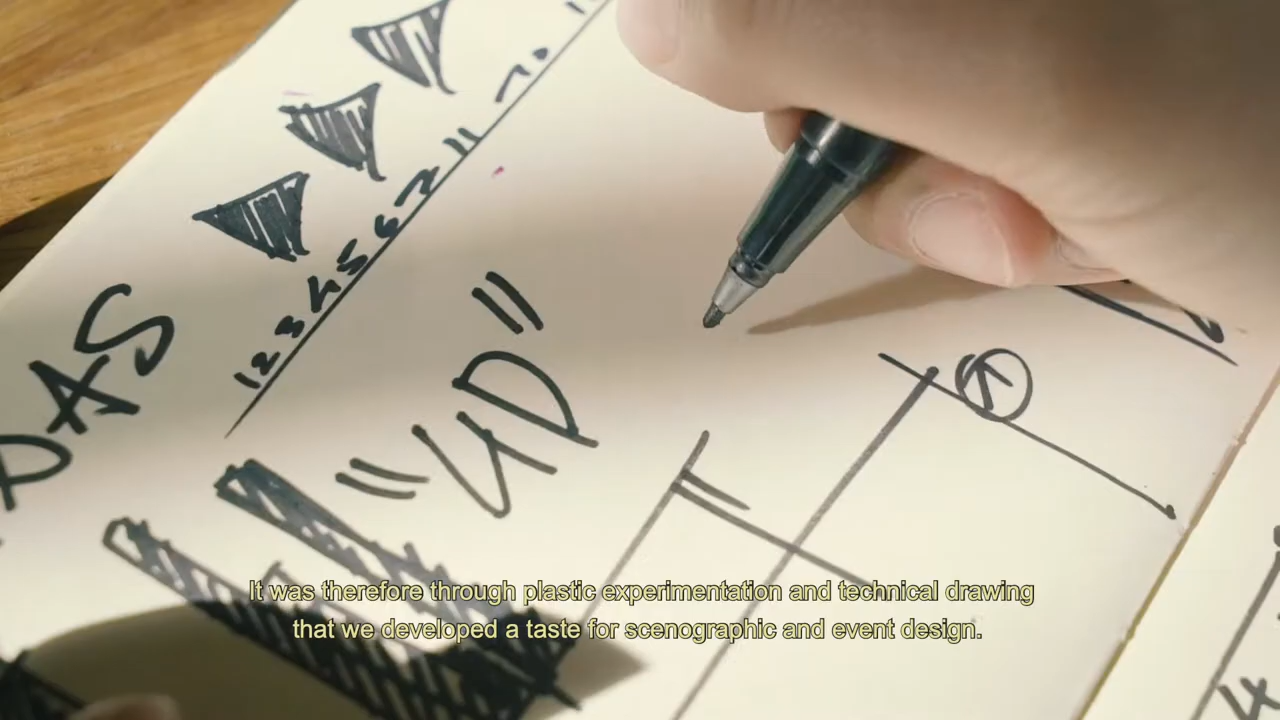 DAS
1 2 3 4 5 6 7
It was therefore through plastic experimentation and technical drawing
that we developed a taste for scenographic and event design.